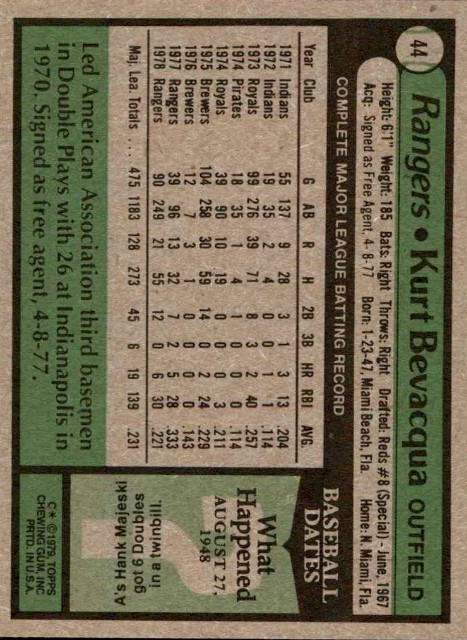 44
Rangers • Kurt Bevacqua OUTFIELD
Height: 6'1" Weight: 185 Bats: Right Throws: Right Drafted: Reds #8 (Special)-June, 1967
Acq: Signed as Free Agent, 4-8-77 Born: 1-23-47, Miami Beach, Fla. Home: N. Miami, Fla.
COMPLETE MAJOR LEAGUE BATTING RECORD
Year Club G AB R H 2B 3B HR RBI AVG.
1971 Indians 55 137 9 28 3 1 3 13 .204
1972 Indians 19 35 2 4 0 0 1 1 .114
1973 Royals 99 276 39 71 8 3 2 40 .257
1974 Pirates 18 35 1 4 1 0 0 0 .114
1974 Royals 39 90 10 19 0 0 0 3 .211
1975 Brewers 104 258 30 59 14 0 2 24 .229
1976 Brewers 12 7 3 1 0 0 0 0 .143
1977 Rangers 39 96 13 32 7 2 5 28 .333
1978 Rangers 90 249 21 55 12 0 6 30 .221
Maj. Lea. Totals .... 475 1183 128 273 45 6 19 139 .231
Led American Association third basemen
in Double Plays with 26 at Indianapolis in
1970. Signed as free agent, 4-8-77.
BASEBALL
DATES
What
Happened
AUGUST 27,
1948
A's Hank Majeski
got 6 Doubles
in a twinbill.
C* © 1979, TOPPS
CHEWING GUM, INC
PRTD. IN U.S.A.